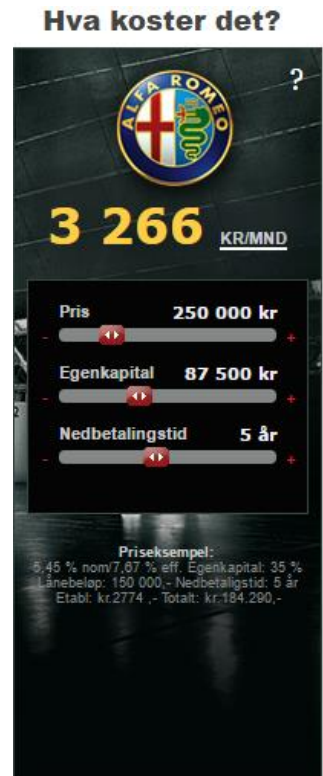 Hva koster det?
ALFA ROMEO
?
3 266 KR/MND
Pris 250 000 kr
- +
Egenkapital 87 500 kr
- +
Nedbetalingstid 5 år
- +
Priseksempel:
5,45 % nom/7,67 % eff. Egenkapital: 35 %
Lånebeløp: 150 000,- Nedbetaligstid: 5 år
Etabl: kr.2774 ,- Totalt: kr.184.290,-